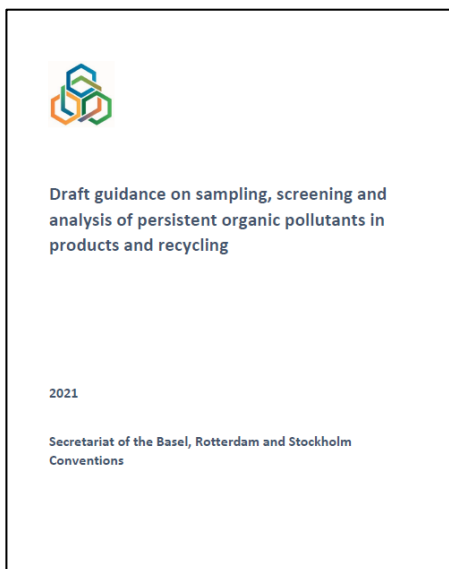 Draft guidance on sampling, screening and
analysis of persistent organic pollutants in
products and recycling
2021
Secretariat of the Basel, Rotterdam and Stockholm
Conventions